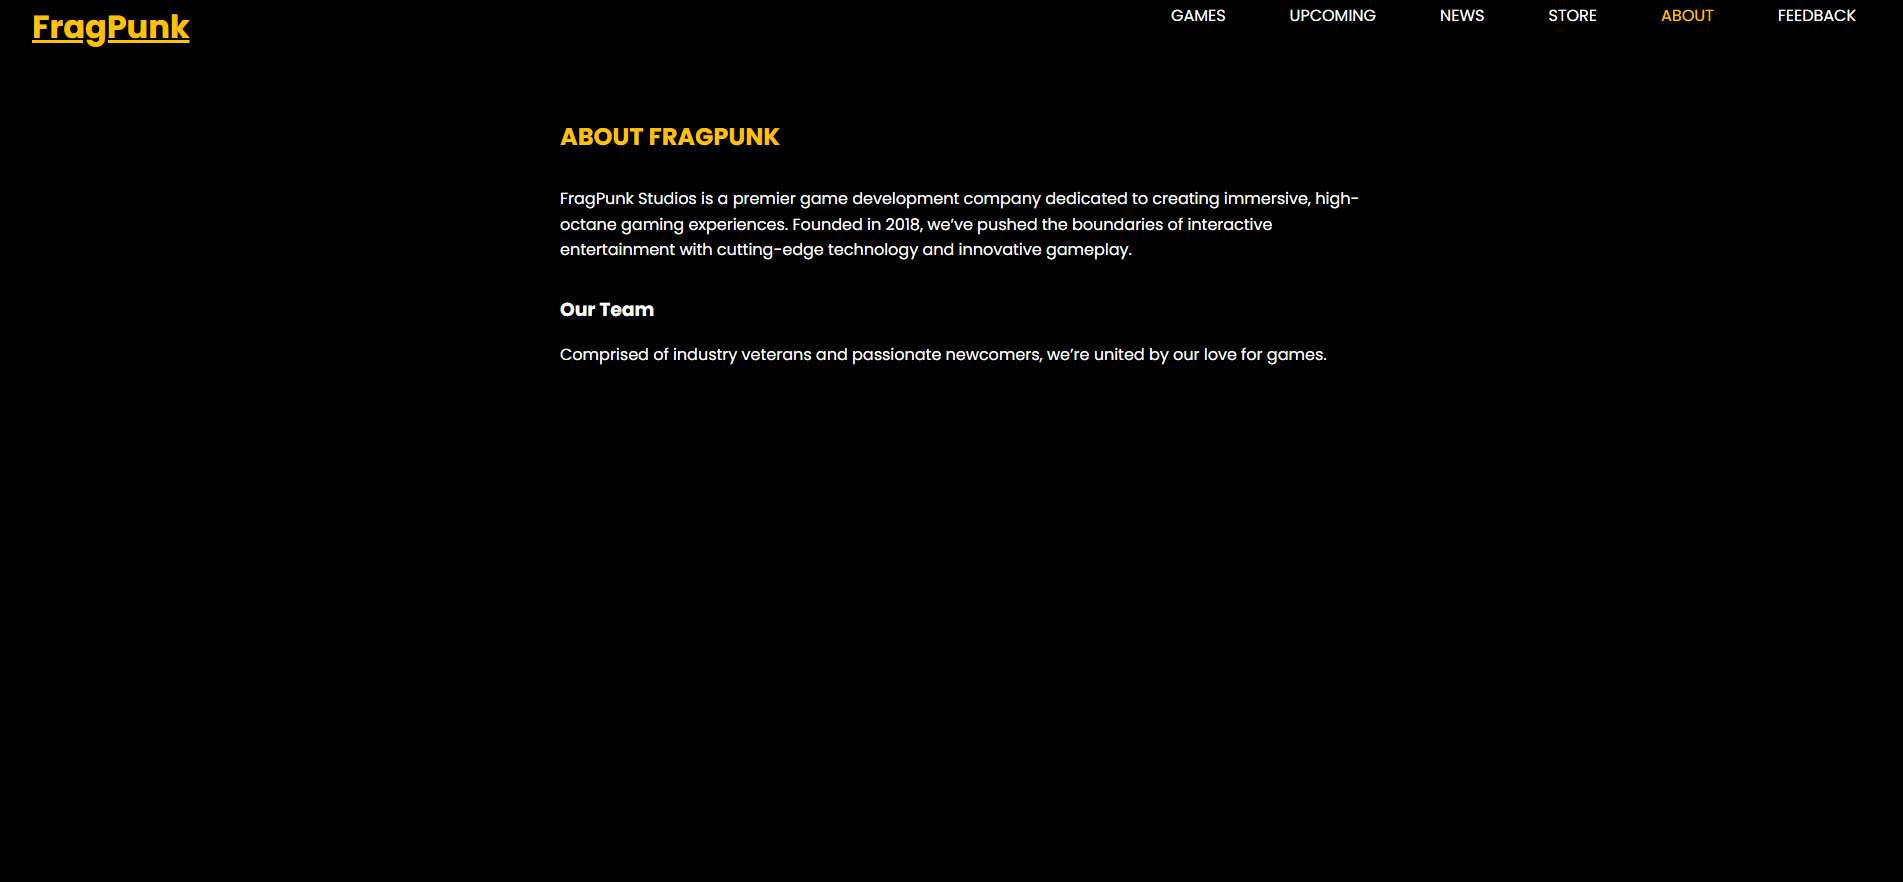 FragPunk
GAMES UPCOMING NEWS STORE ABOUT FEEDBACK
ABOUT FRAGPUNK
FragPunk Studios is a premier game development company dedicated to creating immersive, high-
octane gaming experiences. Founded in 2018, we’ve pushed the boundaries of interactive
entertainment with cutting-edge technology and innovative gameplay.
Our Team
Comprised of industry veterans and passionate newcomers, we’re united by our love for games.